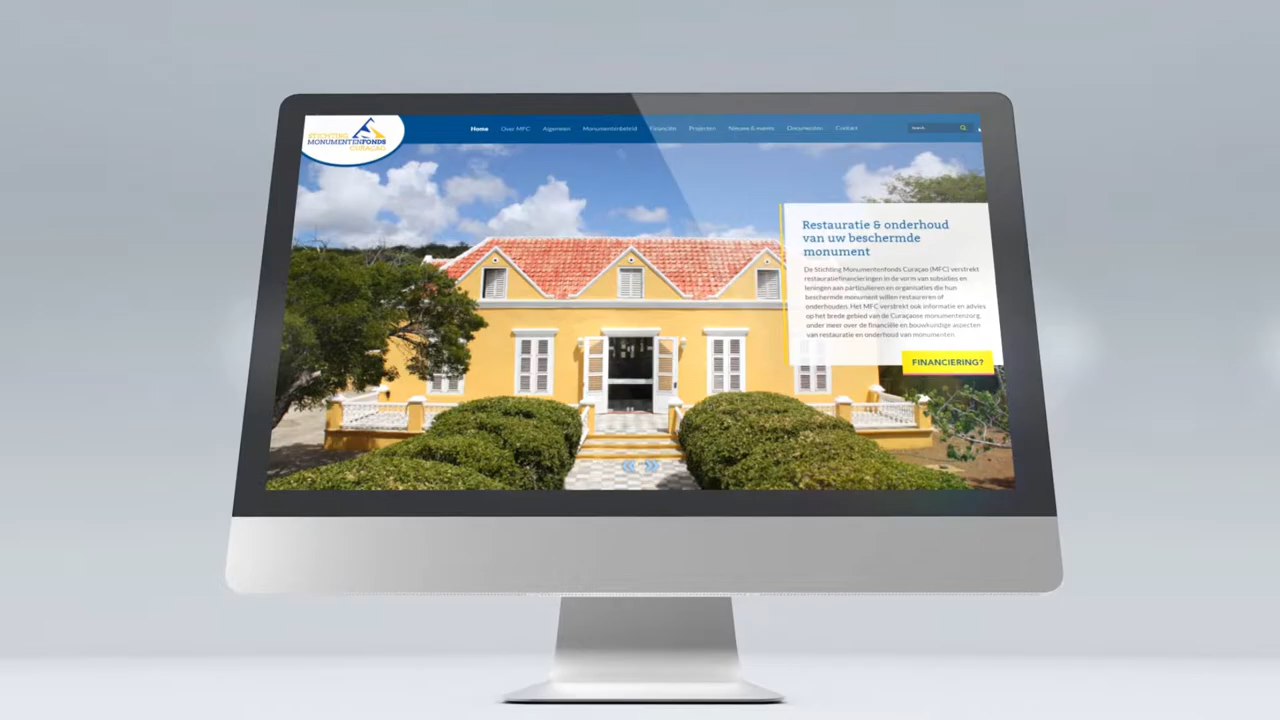 STICHTING
MONUMENTENFONDS
CURAÇAO
Home Over MFC Algemeen Monumentenbeleid Financiën Projecten Nieuws & events Documenten Contact Search...
Restauratie & onderhoud
van uw beschermde
monument
De Stichting Monumentenfonds Curaçao (MFC) verstrekt
restauratiefinancieringen in de vorm van subsidies en
leningen aan particulieren en organisaties die hun
beschermde monument willen restaureren of
onderhouden. Het MFC verstrekt ook informatie en advies
op het brede gebied van de Curaçaose monumentenzorg,
onder meer over de financiële en bouwkundige aspecten
van restauratie en onderhoud van monumenten.
FINANCIERING?